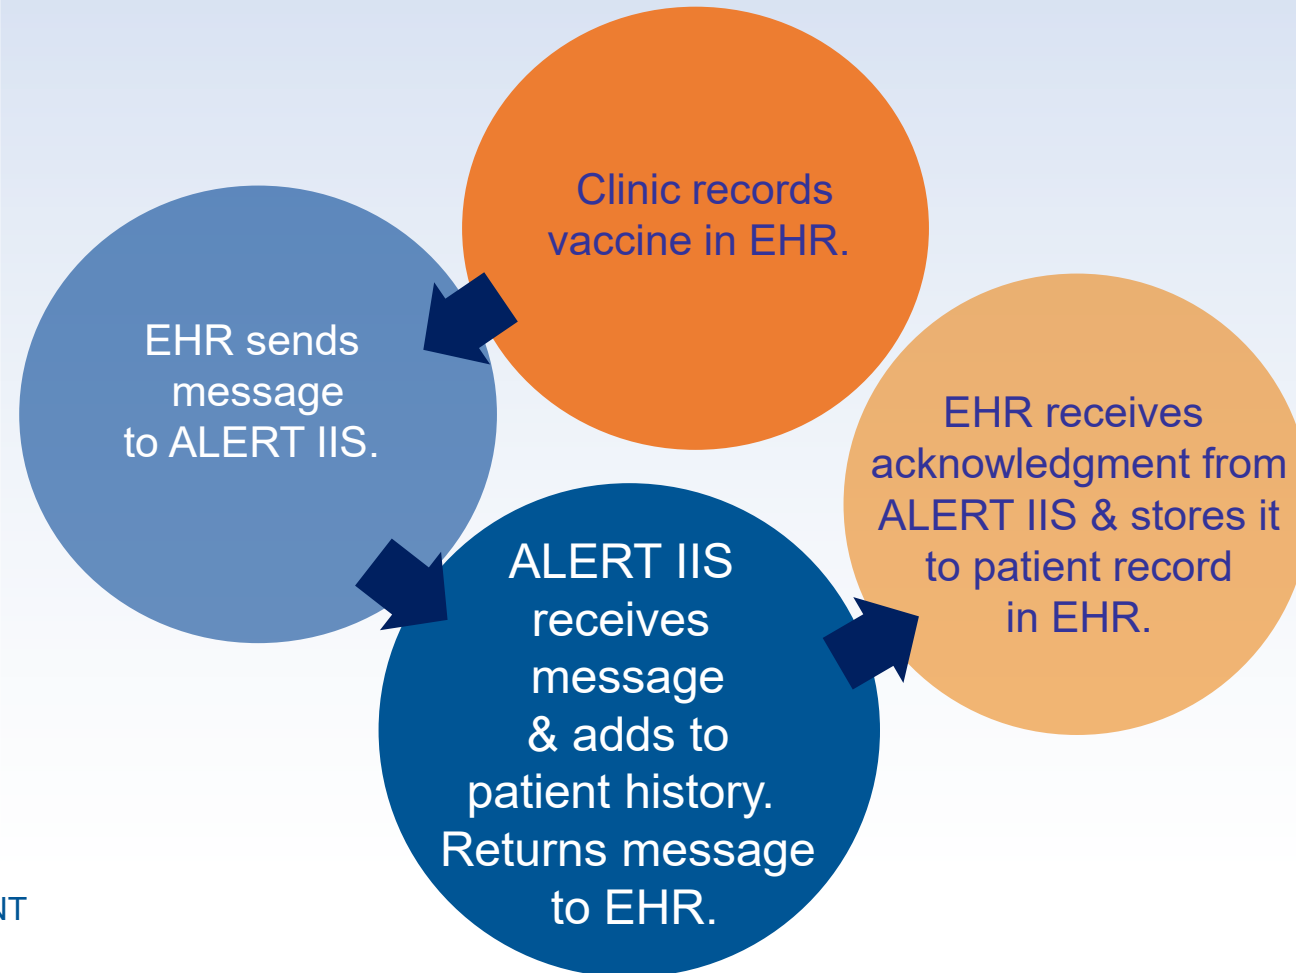 Clinic records
vaccine in EHR.
EHR sends
message
to ALERT IIS.
ALERT IIS
receives
message
& adds to
patient history.
Returns message
to EHR.
EHR receives
acknowledgment from
ALERT IIS & stores it
to patient record
in EHR.